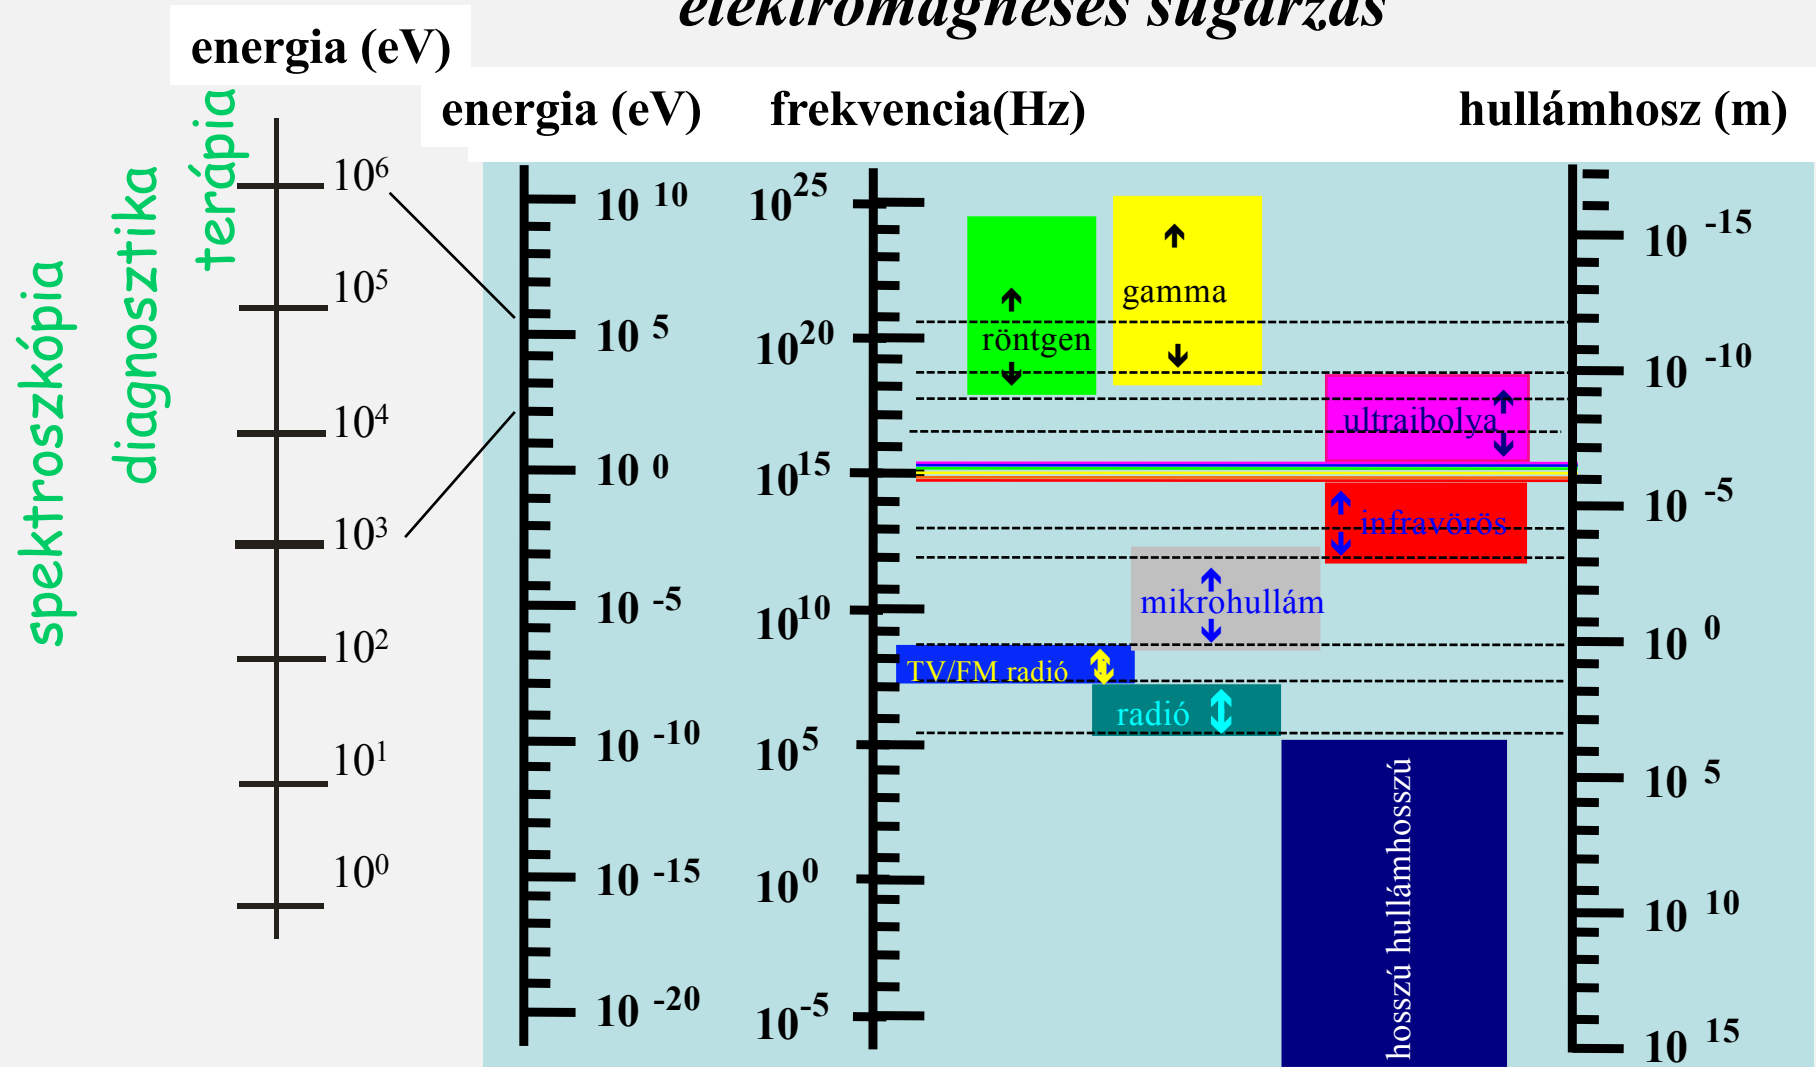 elektromágneses sugárzás
energia (eV)
energia (eV)
frekvencia(Hz)
hullámhosz (m)
spektroszkópia
diagnosztika
terápia
10⁶
10⁵
10⁴
10³
10²
10¹
10⁰
10 ¹⁰
10 ⁵
10 ⁰
10 ⁻⁵
10 ⁻¹⁰
10 ⁻¹⁵
10 ⁻²⁰
10²⁵
10²⁰
10¹⁵
10¹⁰
10⁵
10⁰
10⁻⁵
röntgen
gamma
ultraibolya
infravörös
mikrohullám
TV/FM radió
radió
hosszú hullámhosszú
10 ⁻¹⁵
10 ⁻¹⁰
10 ⁻⁵
10 ⁰
10 ⁵
10 ¹⁰
10 ¹⁵